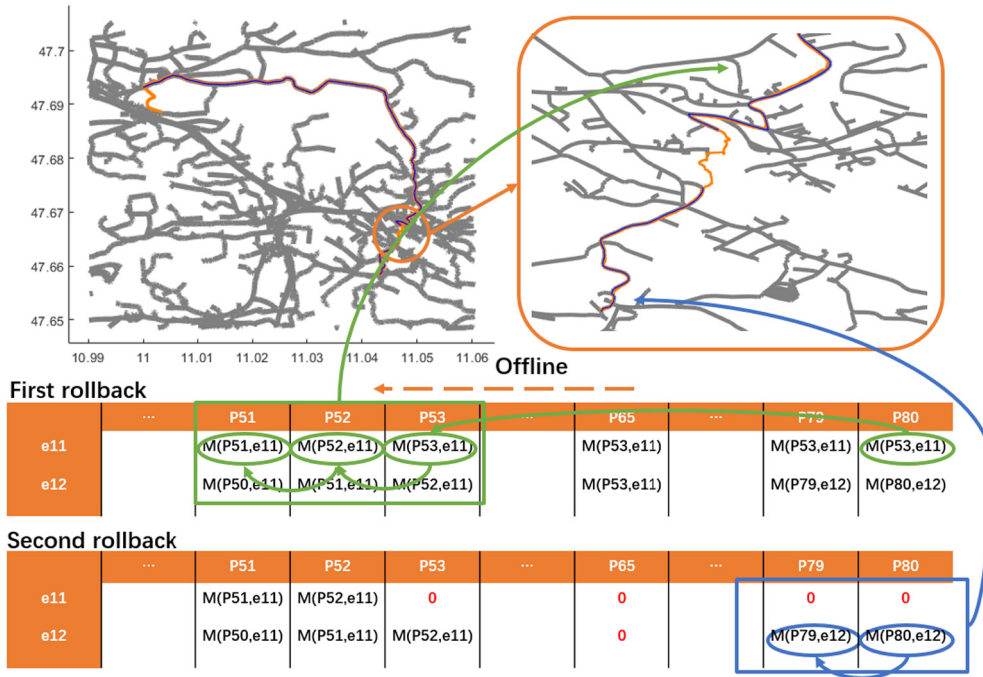 47.7
47.69
47.68
47.67
47.66
47.65
10.99 11 11.01 11.02 11.03 11.04 11.05 11.06
Offline
First rollback
... P51 P52 P53 ... P65 ... P79 P80
e11 M(P51,e11) M(P52,e11) M(P53,e11) M(P53,e11) M(P53,e11) M(P53,e11)
e12 M(P50,e11) M(P51,e11) M(P52,e11) M(P53,e11) M(P79,e12) M(P80,e12)
Second rollback
... P51 P52 P53 ... P65 ... P79 P80
e11 M(P51,e11) M(P52,e11) 0 0 0 0
e12 M(P50,e11) M(P51,e11) M(P52,e11) 0 M(P79,e12) M(P80,e12)